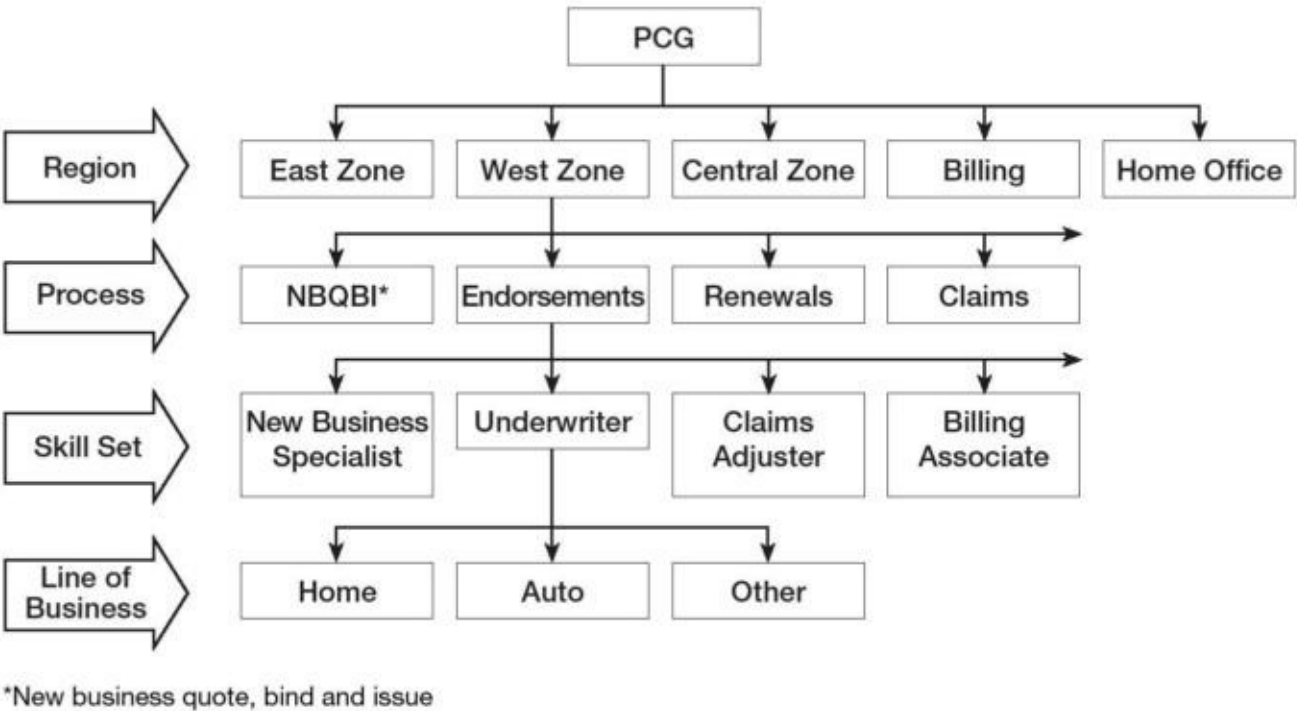 PCG
Region
East Zone
West Zone
Central Zone
Billing
Home Office
Process
NBQBI*
Endorsements
Renewals
Claims
Skill Set
New Business
Specialist
Underwriter
Claims
Adjuster
Billing
Associate
Line of
Business
Home
Auto
Other
*New business quote, bind and issue